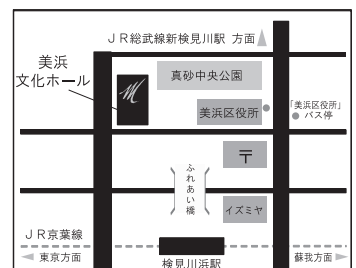 JR総武線新検見川駅 方面
美浜
文化ホール
真砂中央公園
美浜区役所
「美浜区役所」
バス停
〒
ふれあい橋
イズミヤ
JR京葉線
東京方面
検見川浜駅
蘇我方面